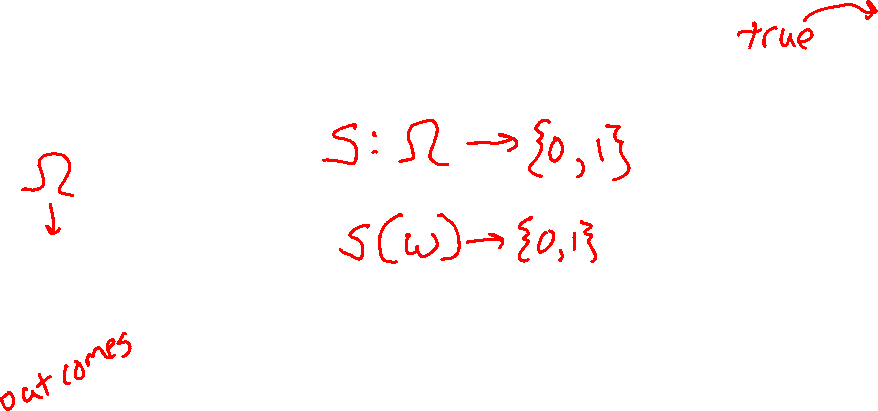 true →
S: Ω → {0,1}
Ω
↓
S(ω) → {0,1}
outcomes